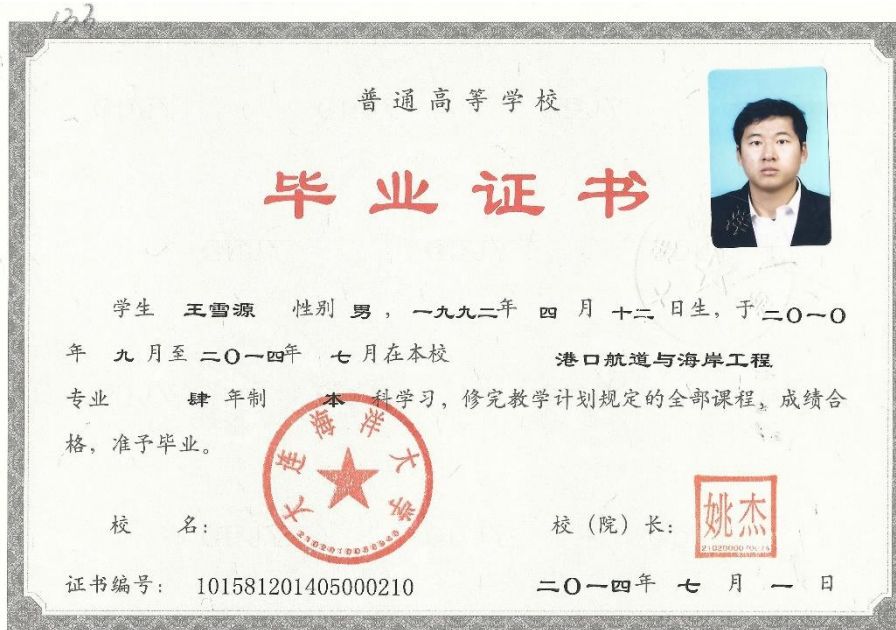 133
普通高等学校
毕业证书
学生 王雪源 性别 男，一九九二年 四 月 十二 日生，于 二〇一〇
年 九 月至 二〇一四年 七 月在本校 港口航道与海岸工程
专业 肆 年制 本 科学习，修完教学计划规定的全部课程，成绩合
格，准予毕业。
大连海洋大学
校 名： 校（院）长： 姚杰
证书编号： 101581201405000210 二〇一四年 七 月 一 日